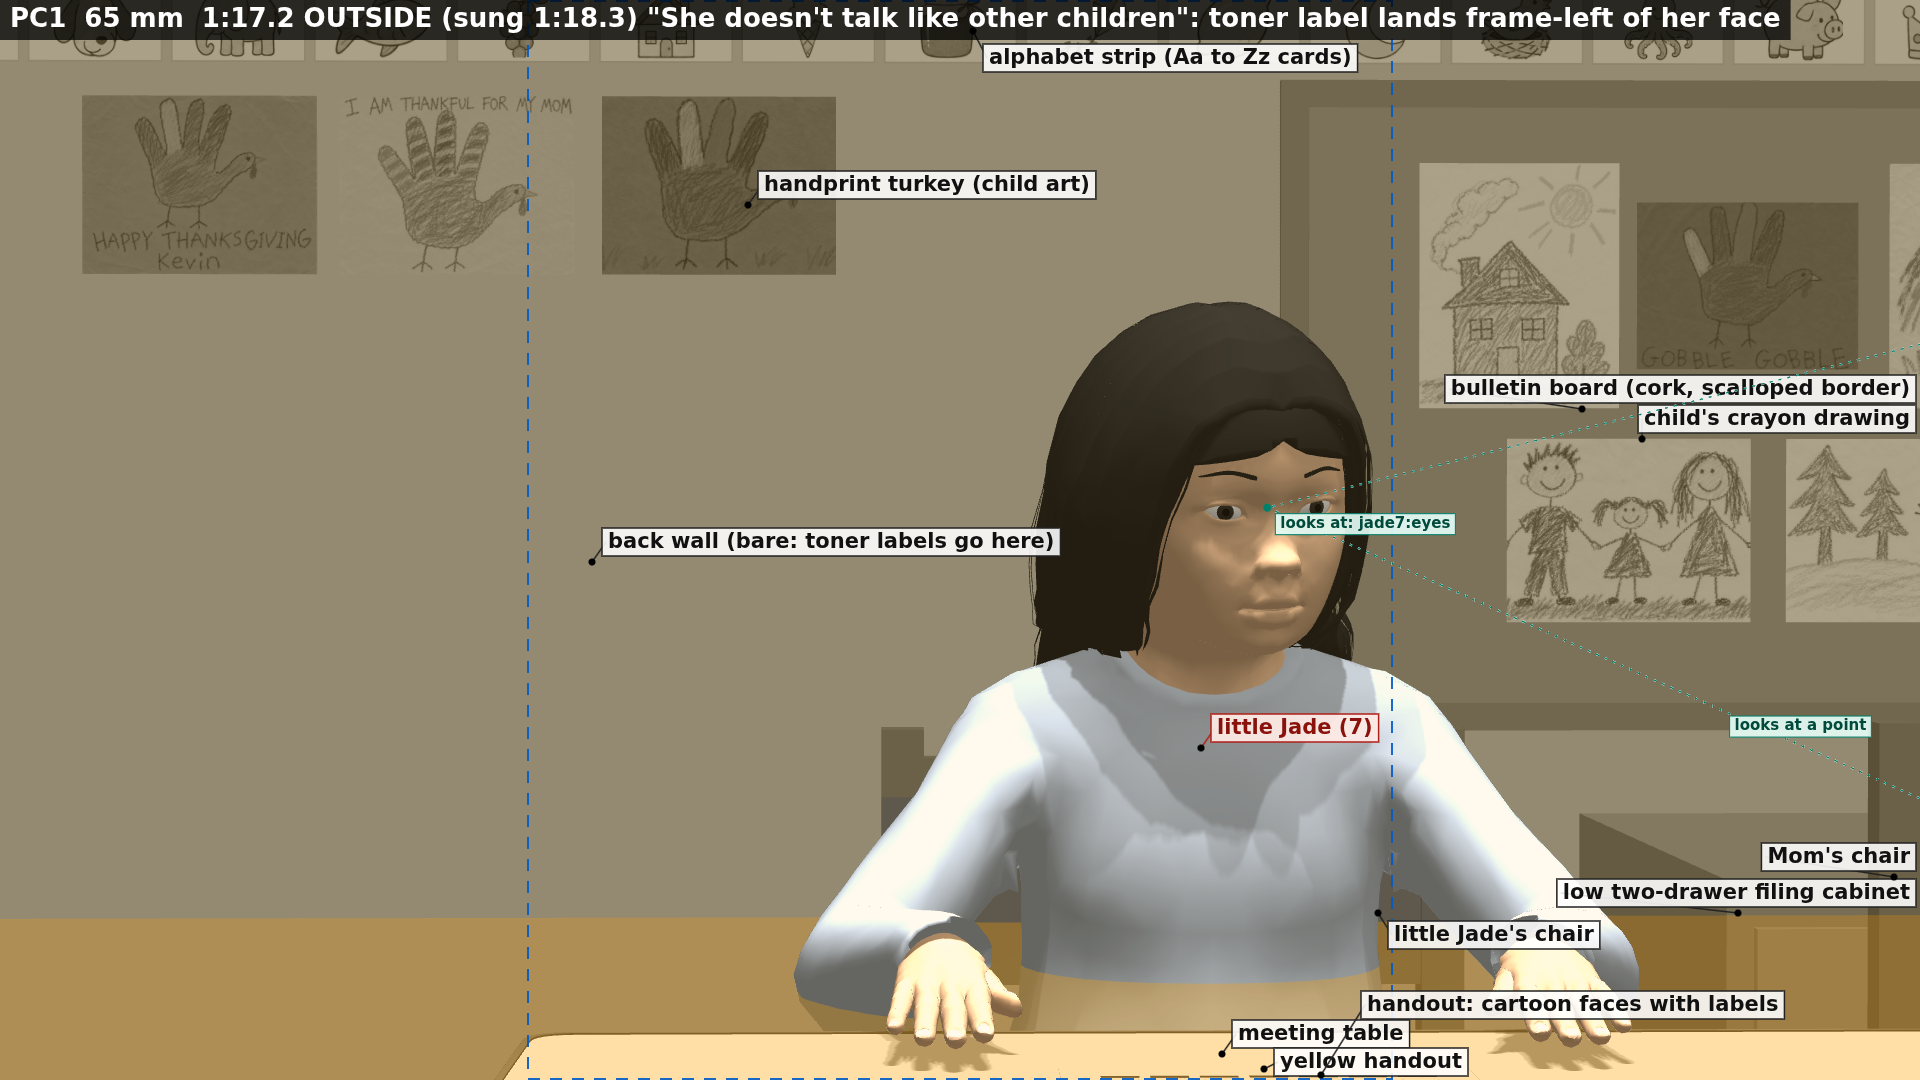 PC1  65 mm  1:17.2 OUTSIDE (sung 1:18.3) "She doesn't talk like other children": toner label lands frame-left of her face
alphabet strip (Aa to Zz cards)
I AM THANKFUL FOR MY MOM
handprint turkey (child art)
HAPPY THANKSGIVING
Kevin
GOBBLE GOBBLE
bulletin board (cork, scalloped border)
child's crayon drawing
looks at: jade7:eyes
back wall (bare: toner labels go here)
little Jade (7)
looks at a point
Mom's chair
low two-drawer filing cabinet
little Jade's chair
handout: cartoon faces with labels
meeting table
yellow handout